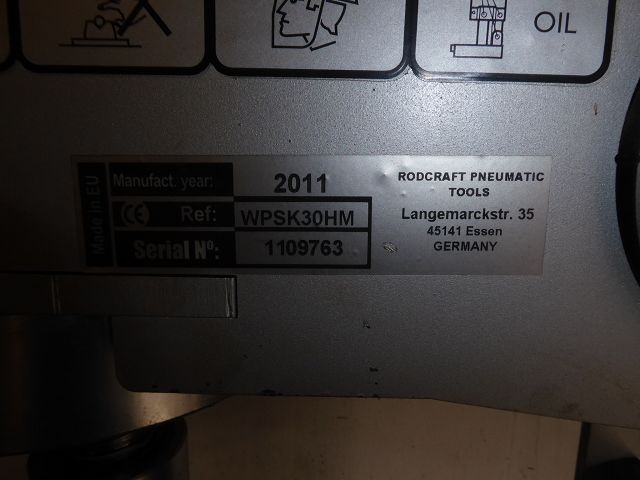 OIL
Made in EU
Manufact. year: 2011
CE Ref: WPSK30HM
Serial Nº: 1109763
RODCRAFT PNEUMATIC
TOOLS
Langemarckstr. 35
45141 Essen
GERMANY